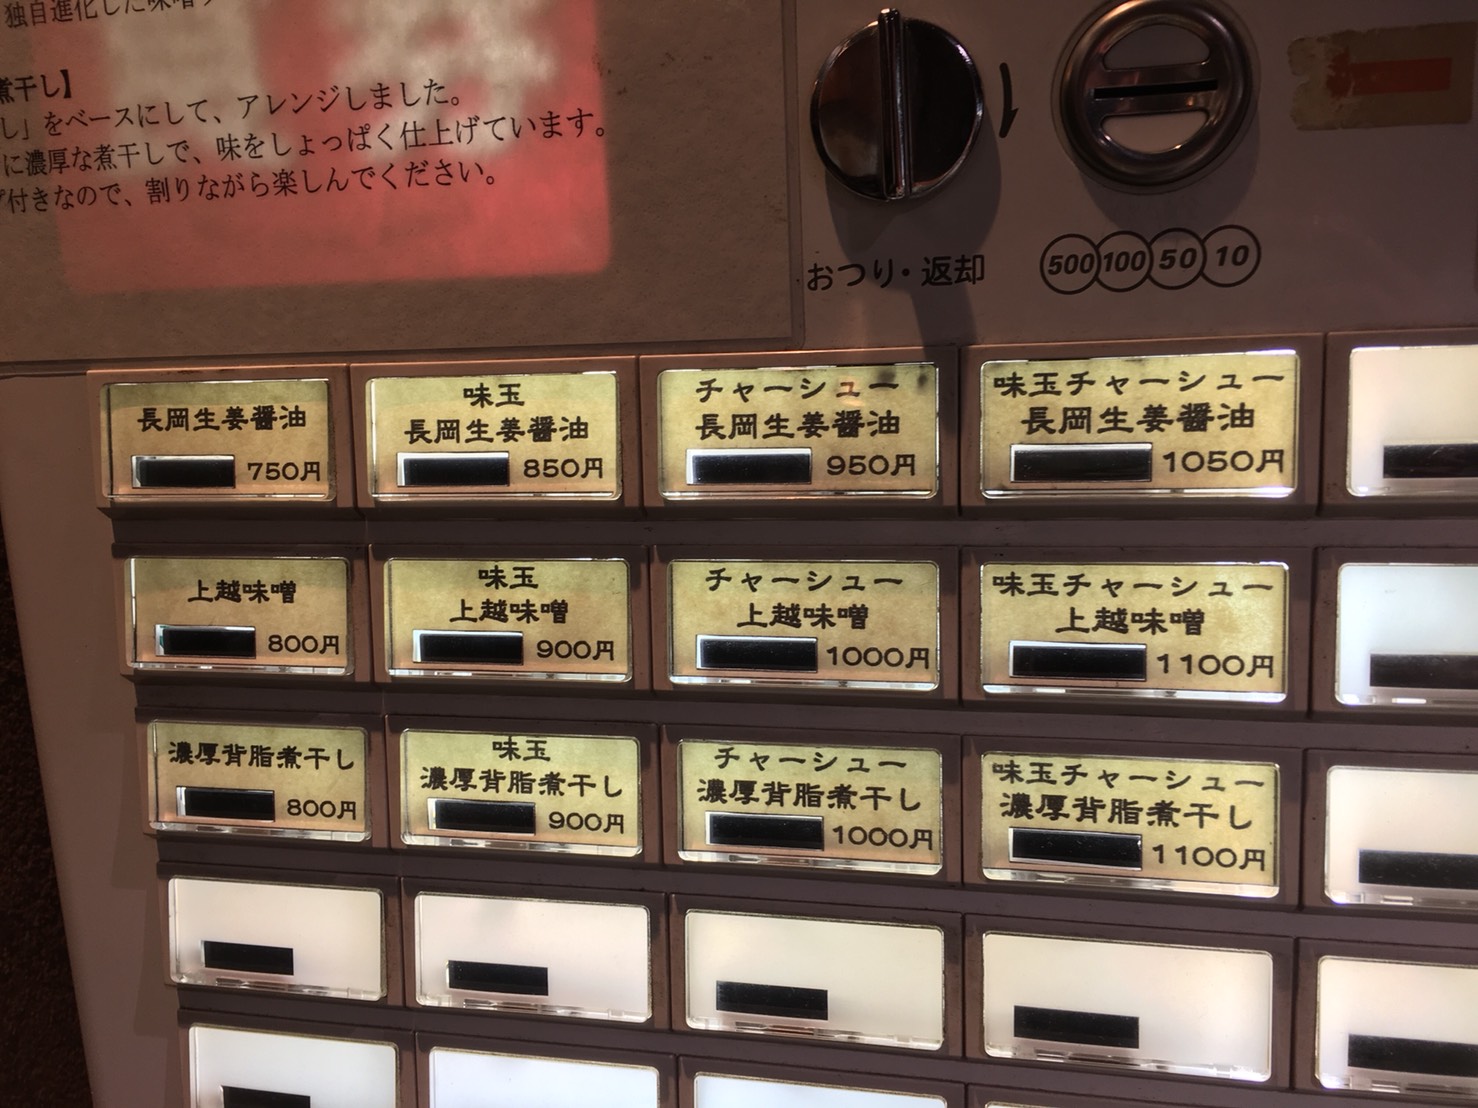 独自進化した味噌
煮干し】
し」をベースにして、アレンジしました。
に濃厚な煮干しで、味をしょっぱく仕上げています。
付きなので、割りながら楽しんでください。
おつり・返却
500 100 50 10
長岡生姜醤油
750円
味玉
長岡生姜醤油
850円
チャーシュー
長岡生姜醤油
950円
味玉チャーシュー
長岡生姜醤油
1050円
上越味噌
800円
味玉
上越味噌
900円
チャーシュー
上越味噌
1000円
味玉チャーシュー
上越味噌
1100円
濃厚背脂煮干し
800円
味玉
濃厚背脂煮干し
900円
チャーシュー
濃厚背脂煮干し
1000円
味玉チャーシュー
濃厚背脂煮干し
1100円